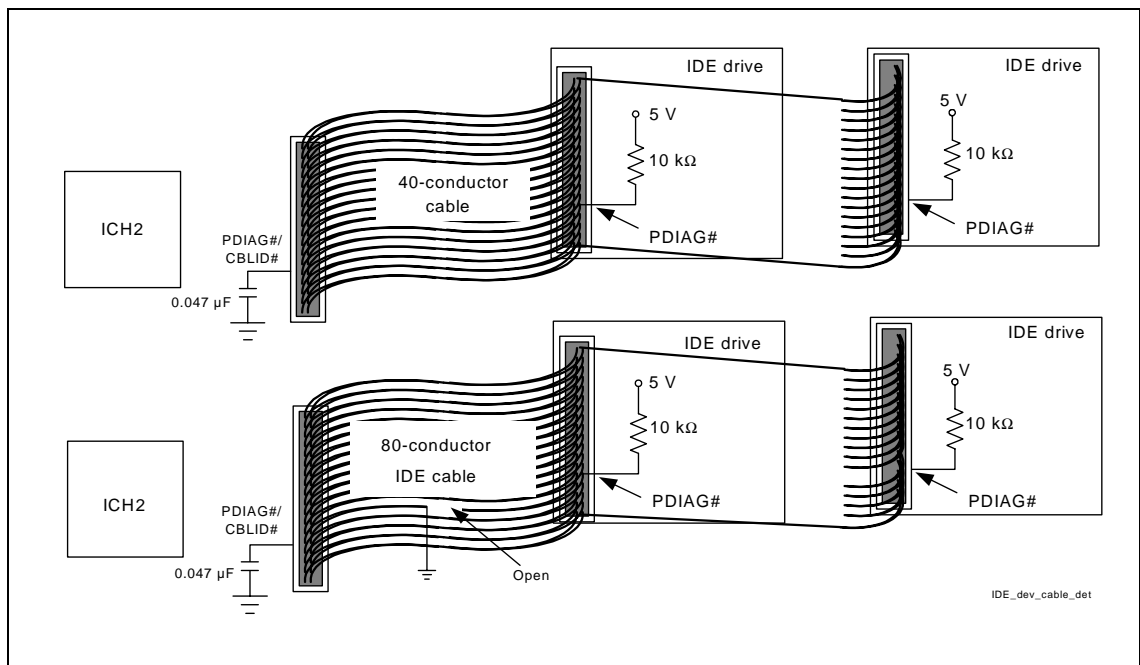 IDE drive
IDE drive
5 V
5 V
10 kΩ
10 kΩ
40-conductor
cable
ICH2
PDIAG#/
CBLID#
PDIAG#
PDIAG#
0.047 µF
IDE drive
IDE drive
5 V
5 V
10 kΩ
10 kΩ
80-conductor
IDE cable
ICH2
PDIAG#/
CBLID#
PDIAG#
PDIAG#
0.047 µF
Open
IDE_dev_cable_det